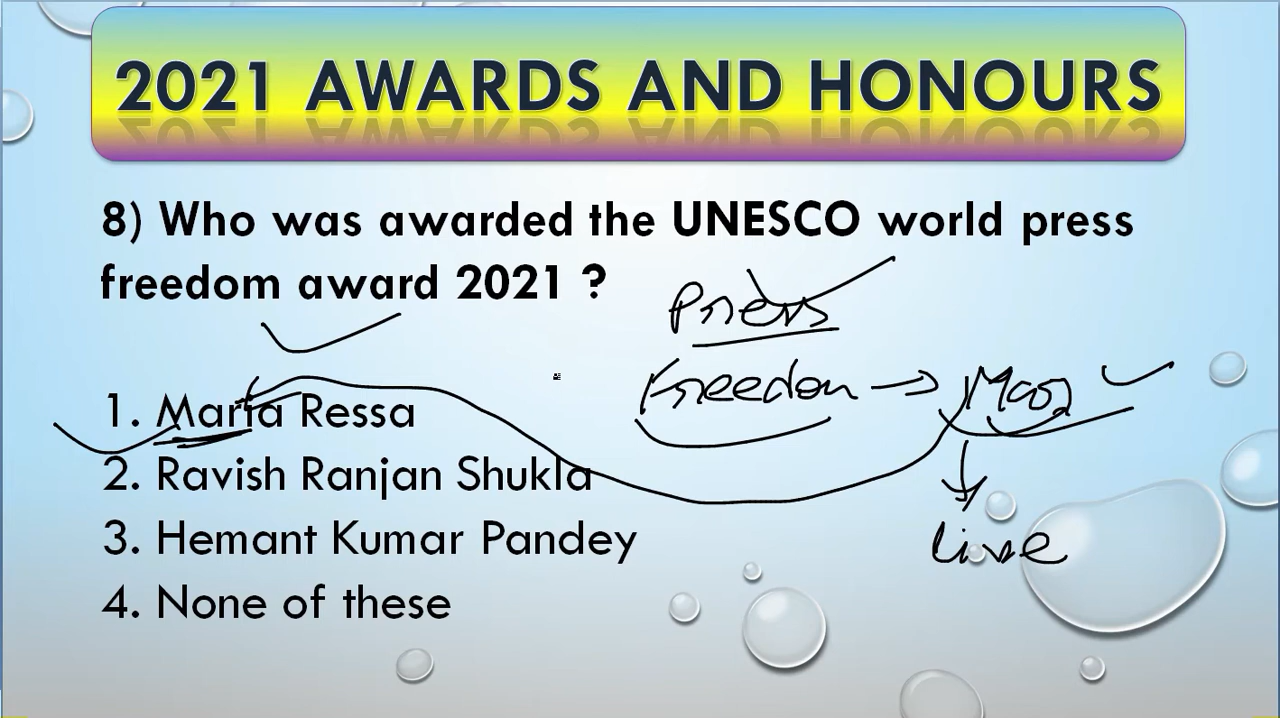 2021 AWARDS AND HONOURS
8) Who was awarded the UNESCO world press
freedom award 2021 ?
Press
Freedom →
1. Maria Ressa
2. Ravish Ranjan Shukla
3. Hemant Kumar Pandey
live
4. None of these